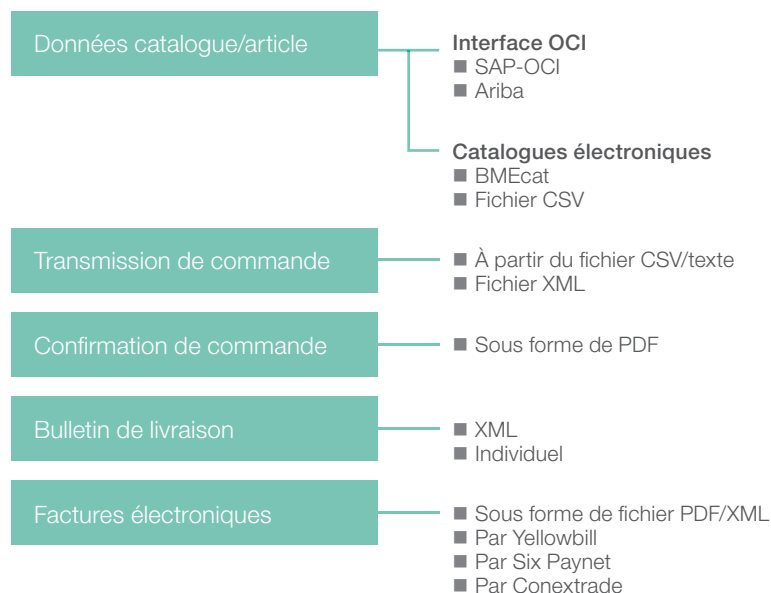 Données catalogue/article
Interface OCI
■ SAP-OCI
■ Ariba
Catalogues électroniques
■ BMEcat
■ Fichier CSV
Transmission de commande
■ À partir du fichier CSV/texte
■ Fichier XML
Confirmation de commande
■ Sous forme de PDF
Bulletin de livraison
■ XML
■ Individuel
Factures électroniques
■ Sous forme de fichier PDF/XML
■ Par Yellowbill
■ Par Six Paynet
■ Par Conextrade